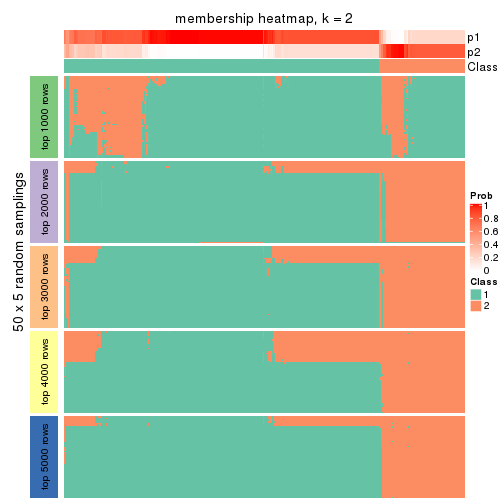 membership heatmap, k = 2
p1
p2
Class
50 x 5 random samplings
top 1000 rows
top 2000 rows
top 3000 rows
top 4000 rows
top 5000 rows
Prob
1
0.8
0.6
0.4
0.2
0
Class
1
2